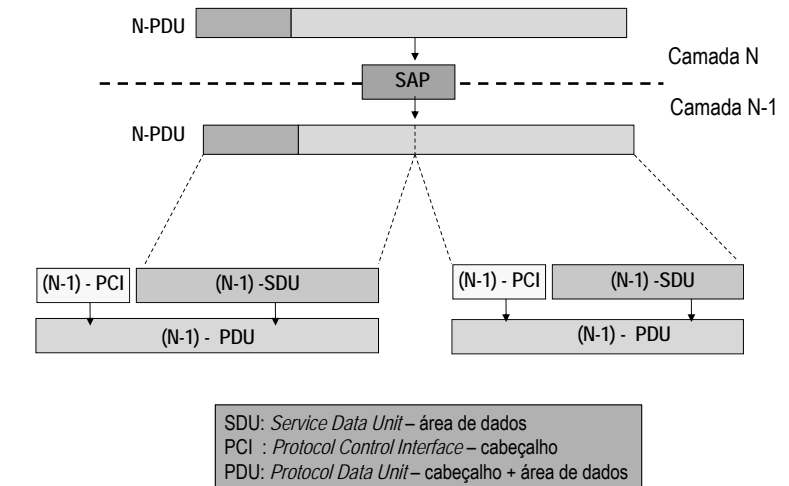 N-PDU
Camada N
SAP
Camada N-1
N-PDU
(N-1) - PCI (N-1) -SDU (N-1) - PCI (N-1) -SDU
(N-1) - PDU (N-1) - PDU
SDU: Service Data Unit – área de dados
PCI : Protocol Control Interface – cabeçalho
PDU: Protocol Data Unit – cabeçalho + área de dados